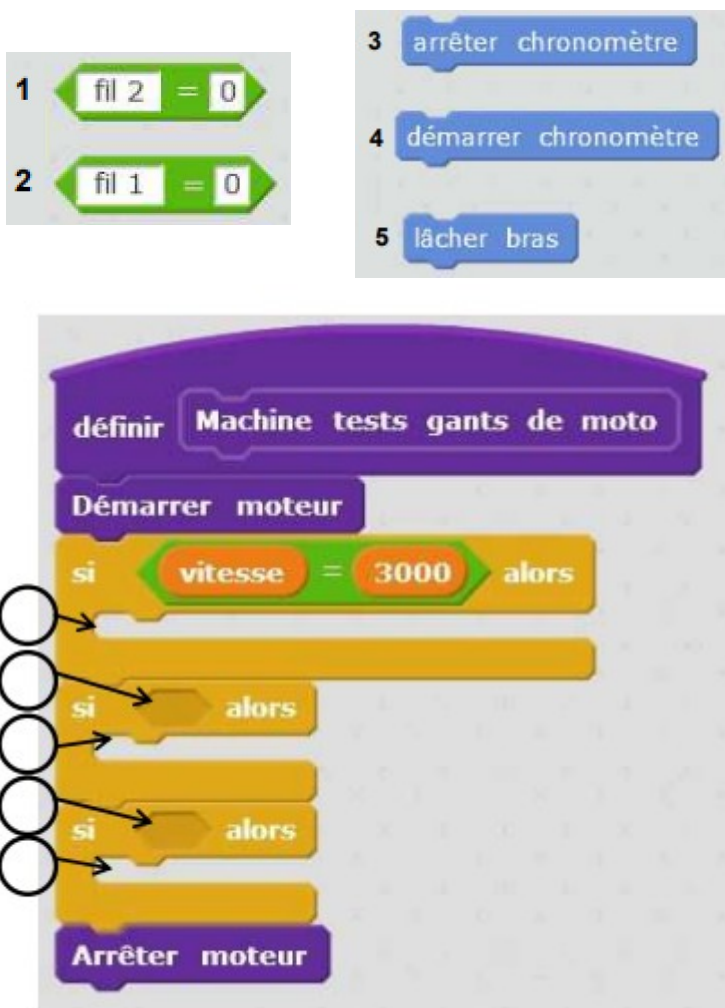 1 fil 2 = 0
2 fil 1 = 0
3 arrêter chronomètre
4 démarrer chronomètre
5 lâcher bras
définir Machine tests gants de moto
Démarrer moteur
si vitesse = 3000 alors
si alors
si alors
Arrêter moteur